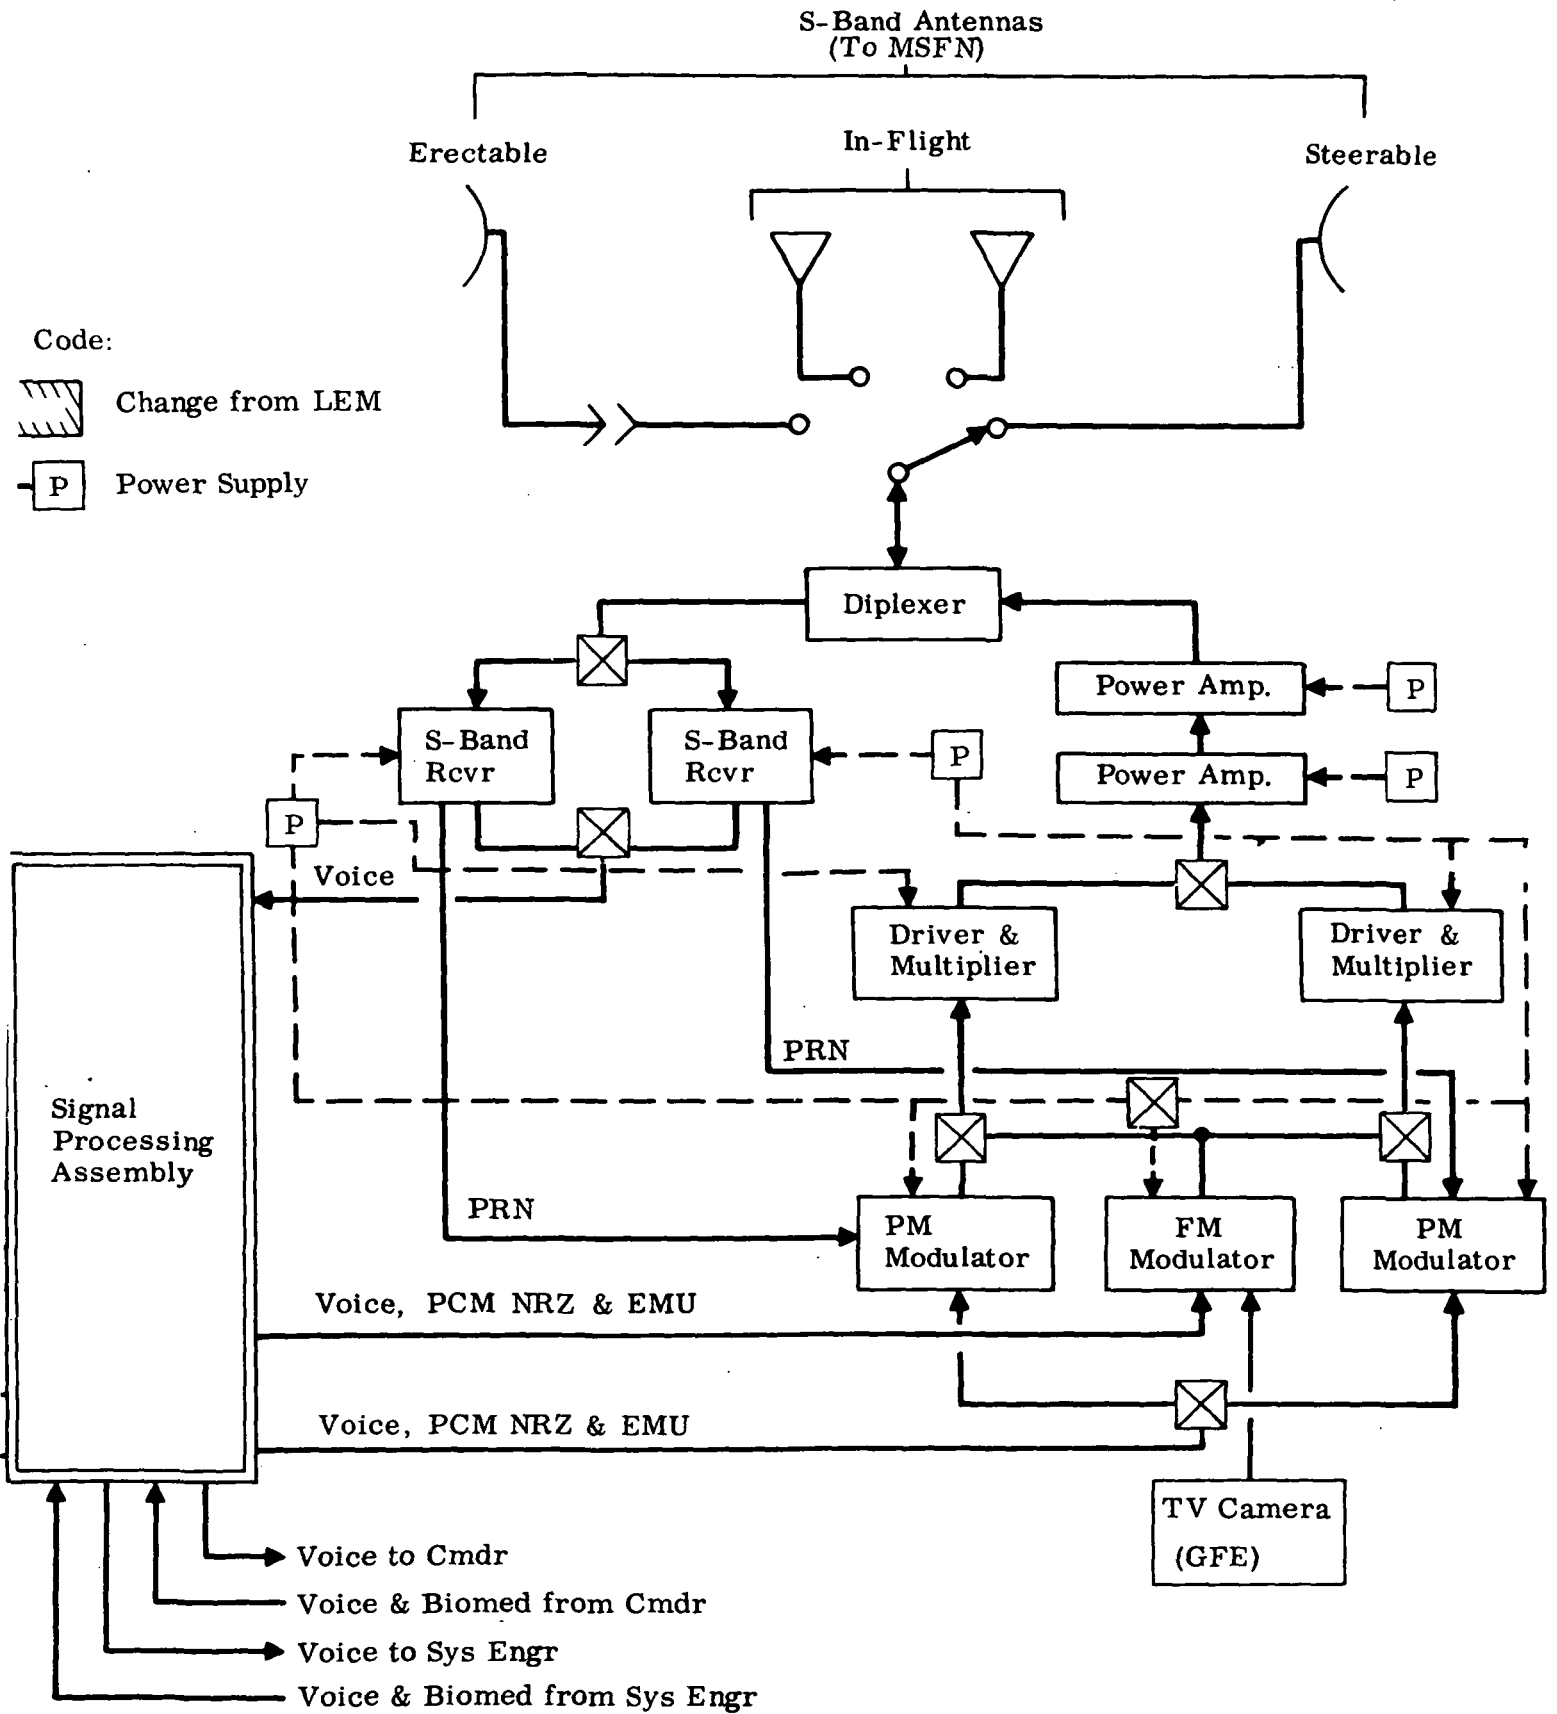 S-Band Antennas
(To MSFN)
Erectable
In-Flight
Steerable
Code:
Change from LEM
P
Power Supply
Diplexer
Power Amp.
P
S-Band
Rcvr
S-Band
Rcvr
P
Power Amp.
P
P
Voice
Driver &
Multiplier
Driver &
Multiplier
PRN
Signal
Processing
Assembly
PRN
PM
Modulator
FM
Modulator
PM
Modulator
Voice, PCM NRZ & EMU
Voice, PCM NRZ & EMU
TV Camera
(GFE)
Voice to Cmdr
Voice & Biomed from Cmdr
Voice to Sys Engr
Voice & Biomed from Sys Engr